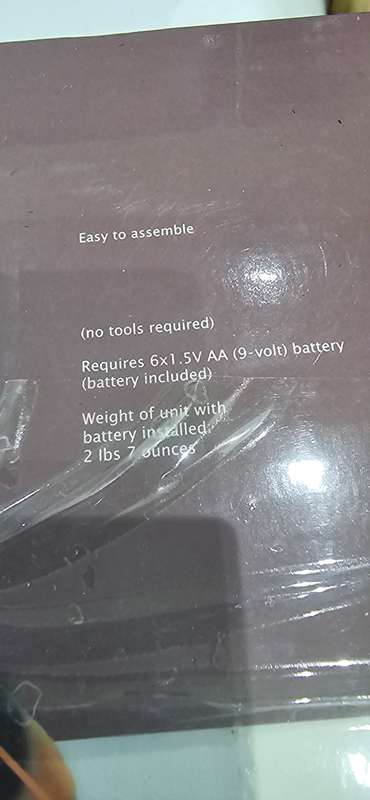 Easy to assemble
(no tools required)
Requires 6x1.5V AA (9-volt) battery
(battery included)
Weight of unit with
battery installed:
2 lbs 7 ounces